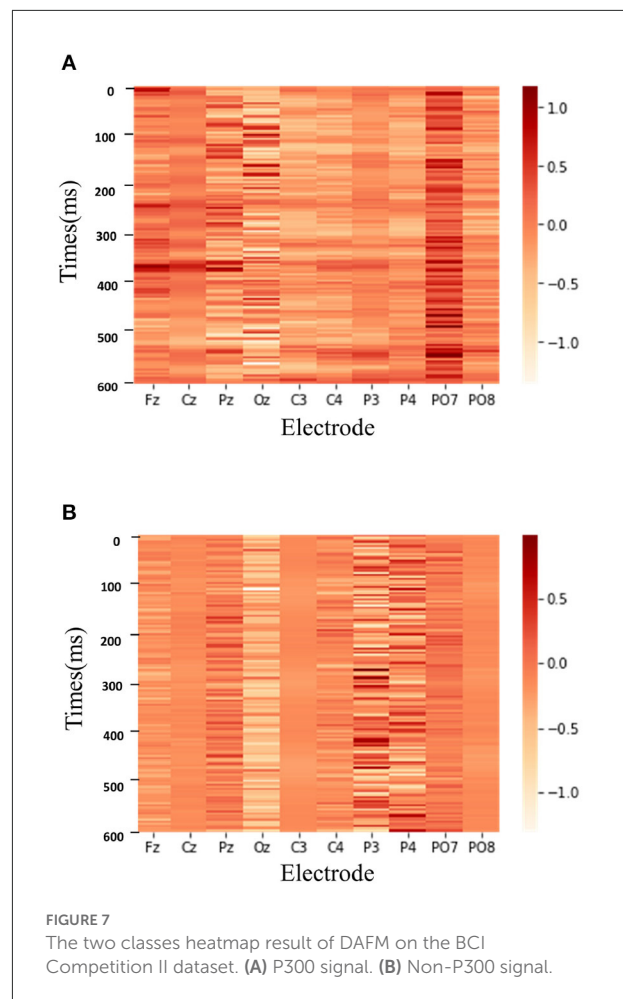 A
Times(ms)
0
100
200
300
400
500
600
Fz Cz Pz Oz C3 C4 P3 P4 PO7 PO8
Electrode
1.0
0.5
0.0
−0.5
−1.0
B
Times(ms)
0
100
200
300
400
500
600
Fz Cz Pz Oz C3 C4 P3 P4 PO7 PO8
Electrode
0.5
0.0
−0.5
−1.0
FIGURE 7
The two classes heatmap result of DAFM on the BCI
Competition II dataset. (A) P300 signal. (B) Non-P300 signal.